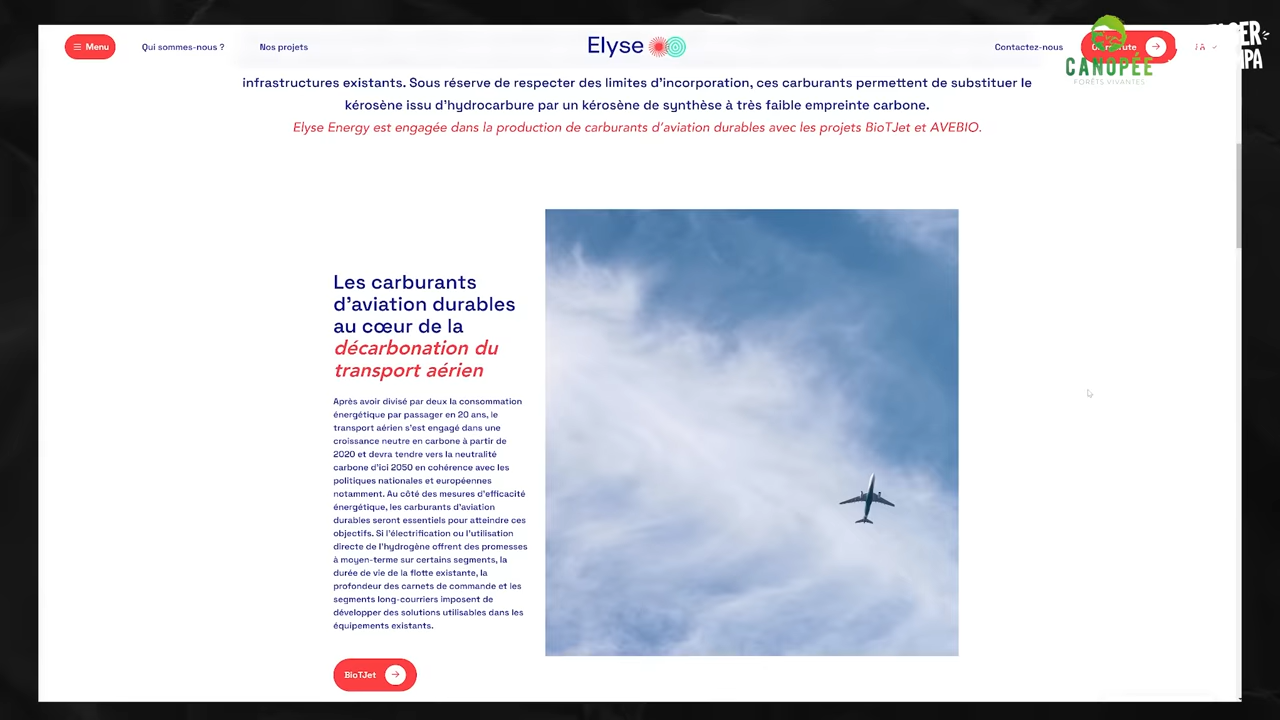 Menu
Qui sommes-nous ?
Nos projets
Elyse
Contactez-nous
CANOPÉE
FORÊTS VIVANTES
infrastructures existants. Sous réserve de respecter des limites d'incorporation, ces carburants permettent de substituer le
kérosène issu d'hydrocarbure par un kérosène de synthèse à très faible empreinte carbone.
Elyse Energy est engagée dans la production de carburants d'aviation durables avec les projets BioTJet et AVEBIO.
Les carburants
d'aviation durables
au cœur de la
décarbonation du
transport aérien
Après avoir divisé par deux la consommation
énergétique par passager en 20 ans, le
transport aérien s'est engagé dans une
croissance neutre en carbone à partir de
2020 et devra tendre vers la neutralité
carbone d'ici 2050 en cohérence avec les
politiques nationales et européennes
notamment. Au côté des mesures d'efficacité
énergétique, les carburants d'aviation
durables seront essentiels pour atteindre ces
objectifs. Si l'électrification ou l'utilisation
directe de l'hydrogène offrent des promesses
à moyen-terme sur certains segments, la
durée de vie de la flotte existante, la
profondeur des carnets de commande et les
segments long-courriers imposent de
développer des solutions utilisables dans les
équipements existants.
BioTJet